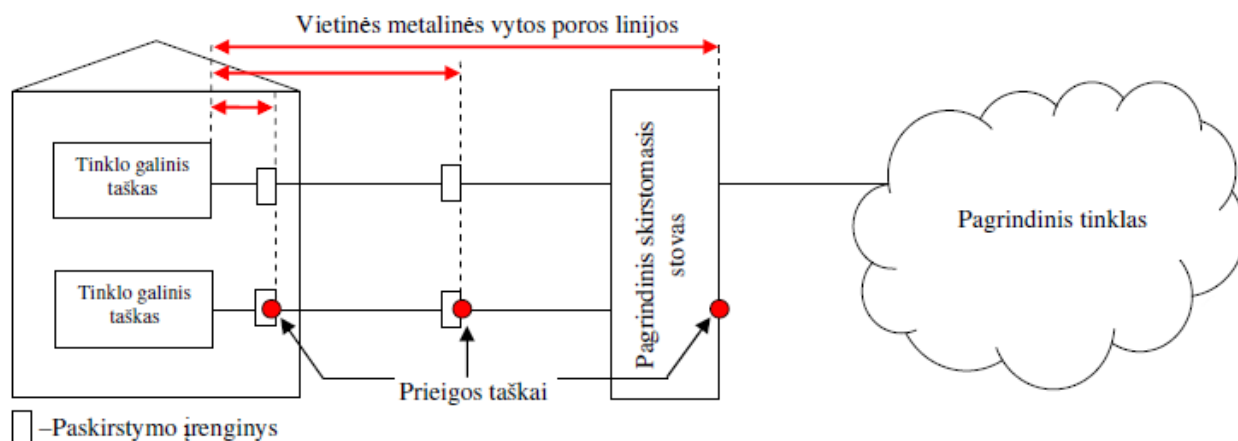 Vietinės metalinės vytos poros linijos
Tinklo galinis
taškas
Tinklo galinis
taškas
Pagrindinis skirstomasis
stovas
Pagrindinis tinklas
Prieigos taškai
–Paskirstymo įrenginys